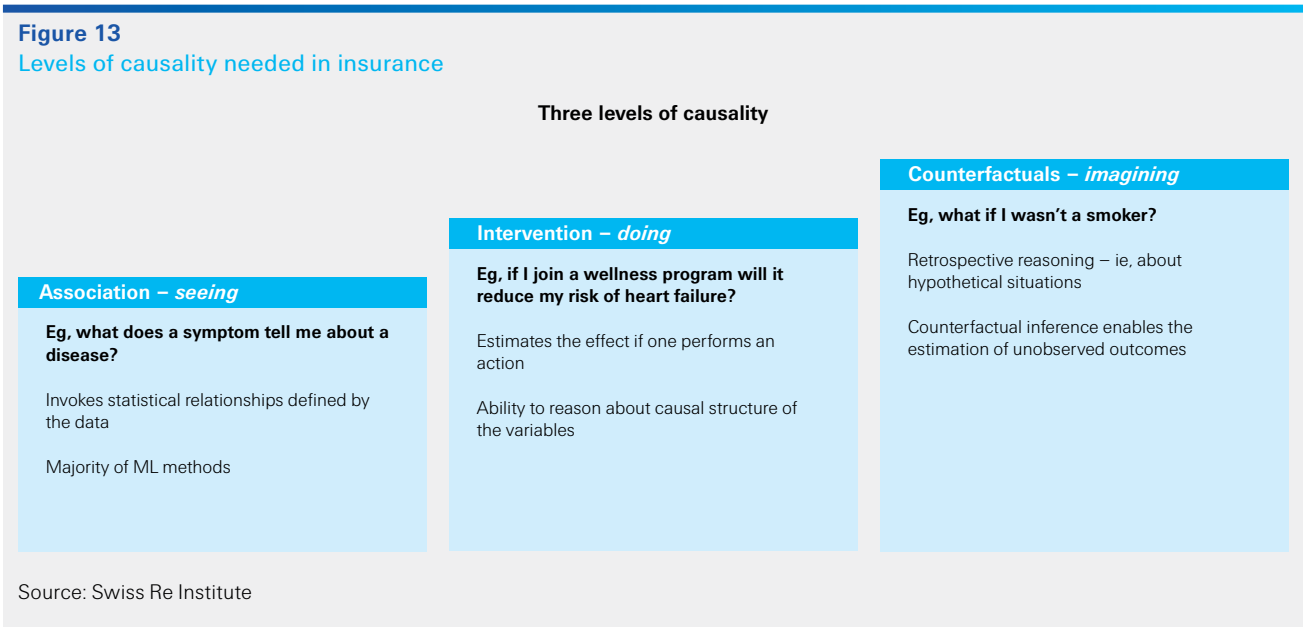 Figure 13
Levels of causality needed in insurance
Three levels of causality
Association – seeing
Eg, what does a symptom tell me about a
disease?
Invokes statistical relationships defined by
the data
Majority of ML methods
Intervention – doing
Eg, if I join a wellness program will it
reduce my risk of heart failure?
Estimates the effect if one performs an
action
Ability to reason about causal structure of
the variables
Counterfactuals – imagining
Eg, what if I wasn't a smoker?
Retrospective reasoning – ie, about
hypothetical situations
Counterfactual inference enables the
estimation of unobserved outcomes
Source: Swiss Re Institute